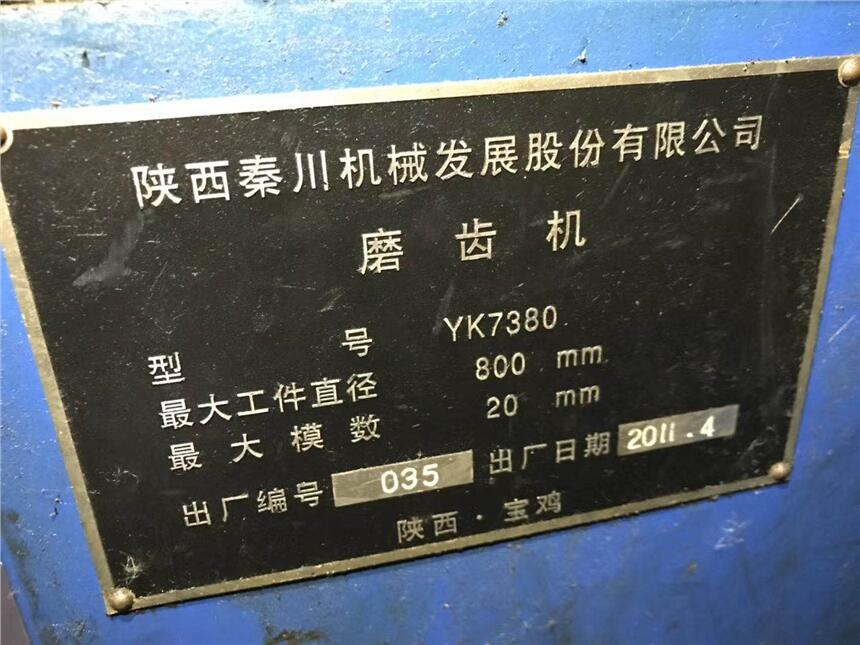 陕西秦川机械发展股份有限公司
磨齿机
型号 YK7380
最大工件直径 800 mm
最大模数 20 mm
出厂编号 035 出厂日期 2011.4
陕西·宝鸡